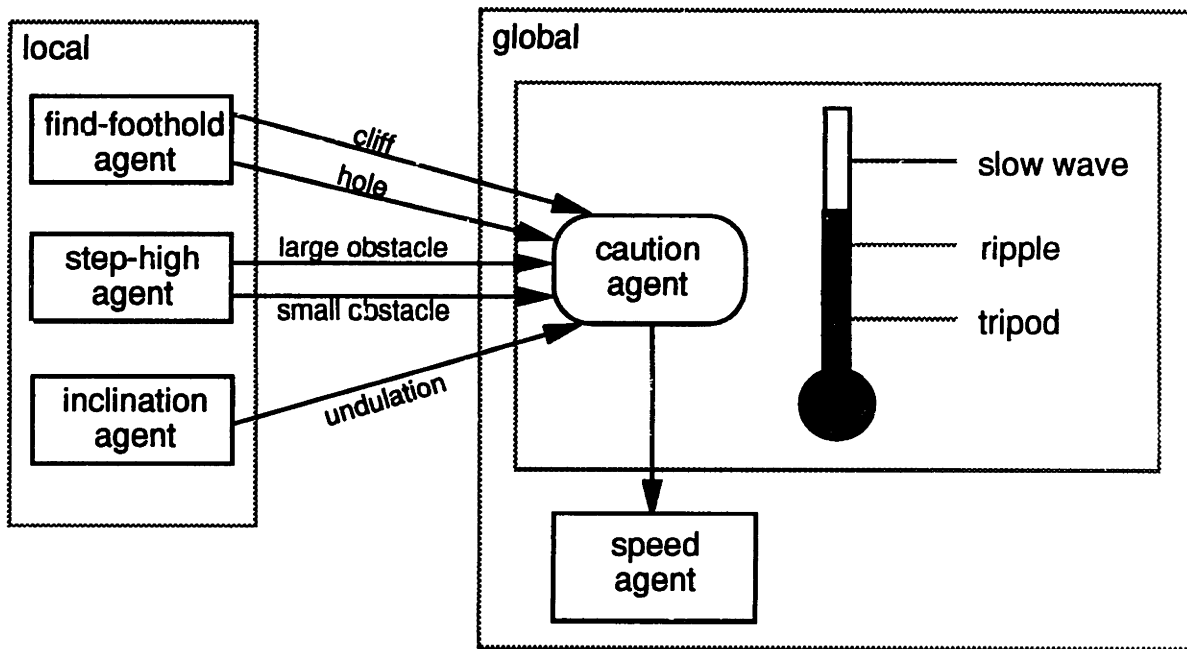 local
find-foothold
agent
step-high
agent
inclination
agent
cliff
hole
large obstacle
small obstacle
undulation
global
caution
agent
speed
agent
slow wave
ripple
tripod